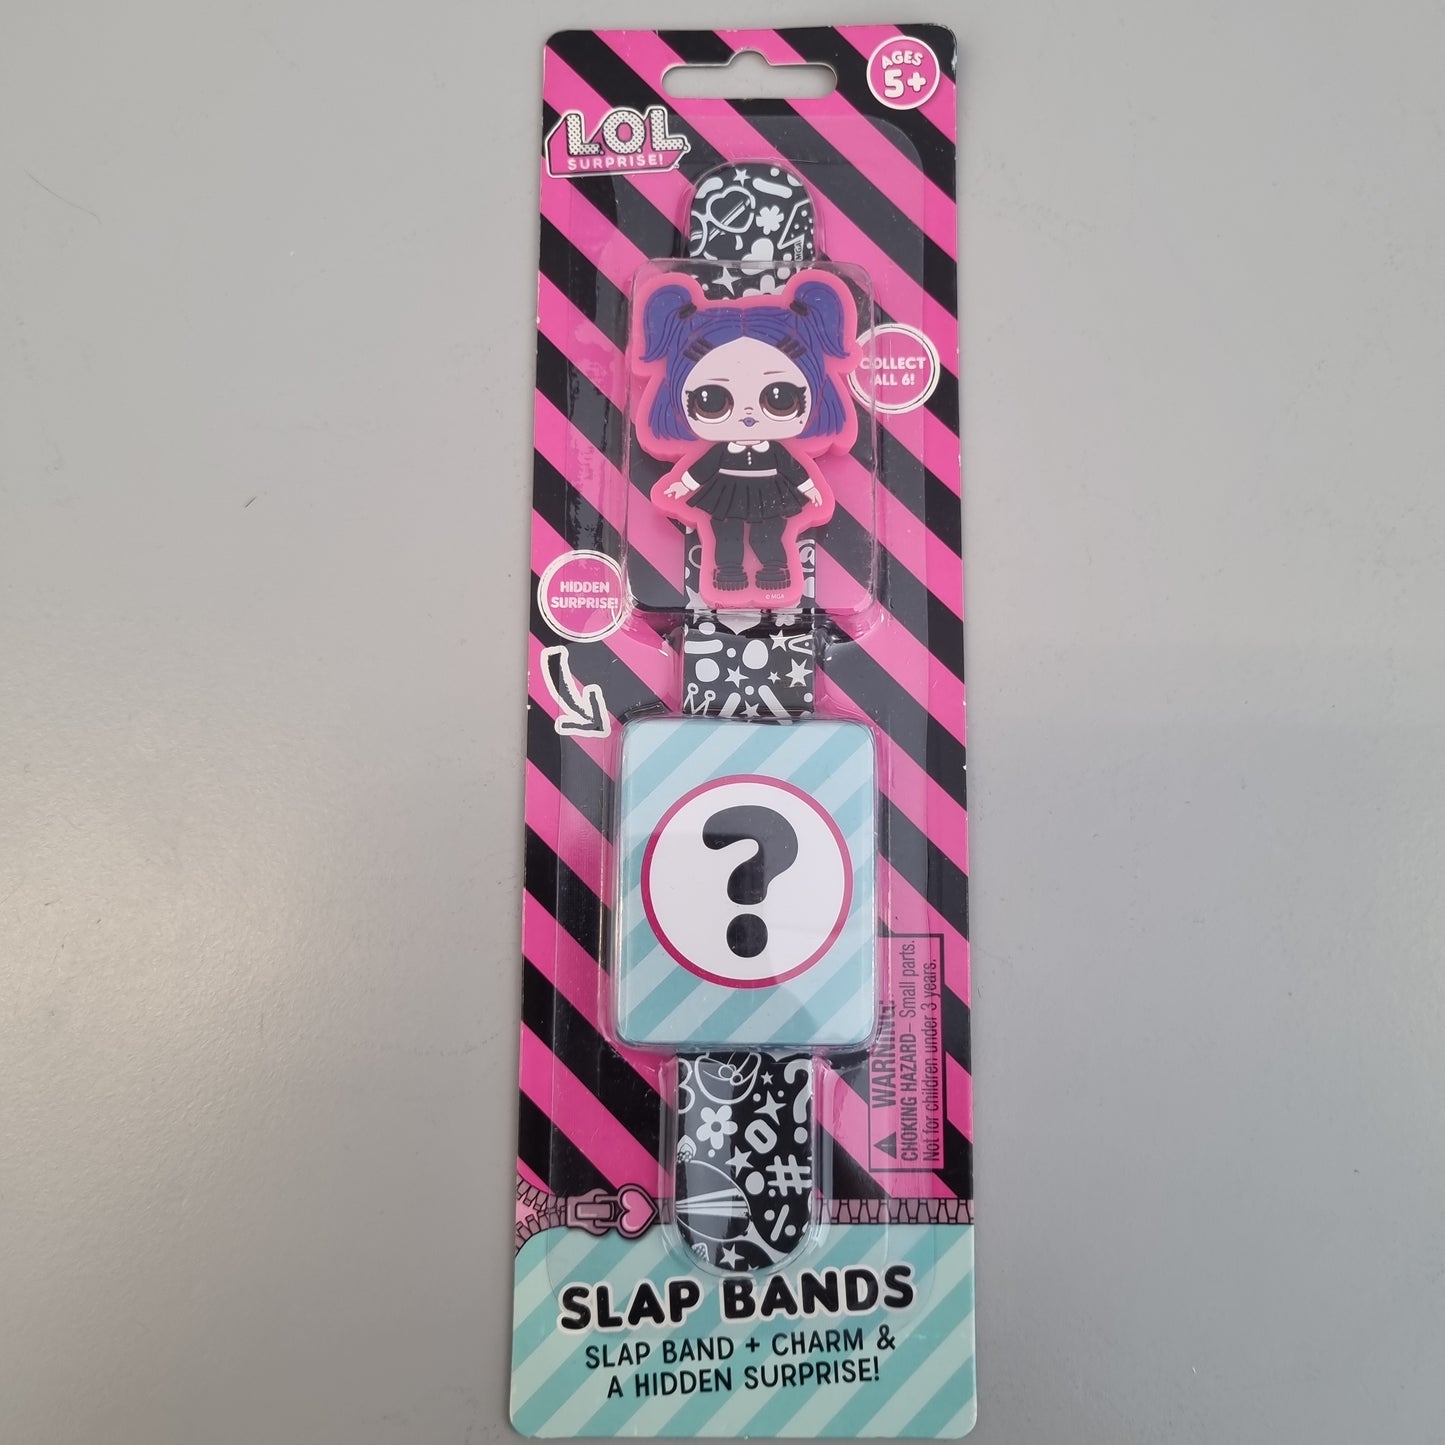 AGES
5+
L.O.L.
SURPRISE!
MGA
COLLECT
ALL 6!
© MGA
HIDDEN
SURPRISE!
?
WARNING:
CHOKING HAZARD– Small parts.
Not for children under 3 years.
#
SLAP BANDS
SLAP BAND + CHARM &
A HIDDEN SURPRISE!